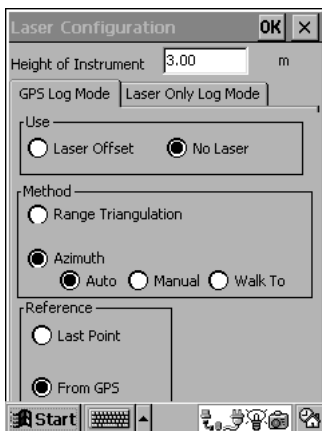 Laser Configuration OK
Height of Instrument 3.00 m
GPS Log Mode Laser Only Log Mode
Use
Laser Offset No Laser
Method
Range Triangulation
Azimuth
Auto Manual Walk To
Reference
Last Point
From GPS
Start